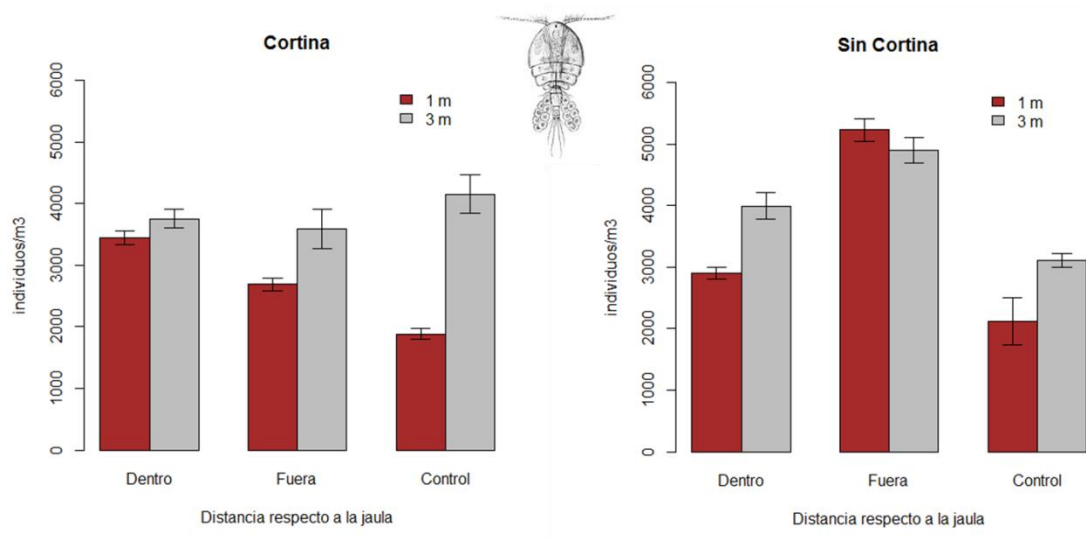 Cortina
6000
5000
4000
3000
2000
1000
0
individuos/m3
1 m
3 m
Dentro Fuera Control
Distancia respecto a la jaula
Sin Cortina
6000
5000
4000
3000
2000
1000
0
individuos/m3
1 m
3 m
Dentro Fuera Control
Distancia respecto a la jaula